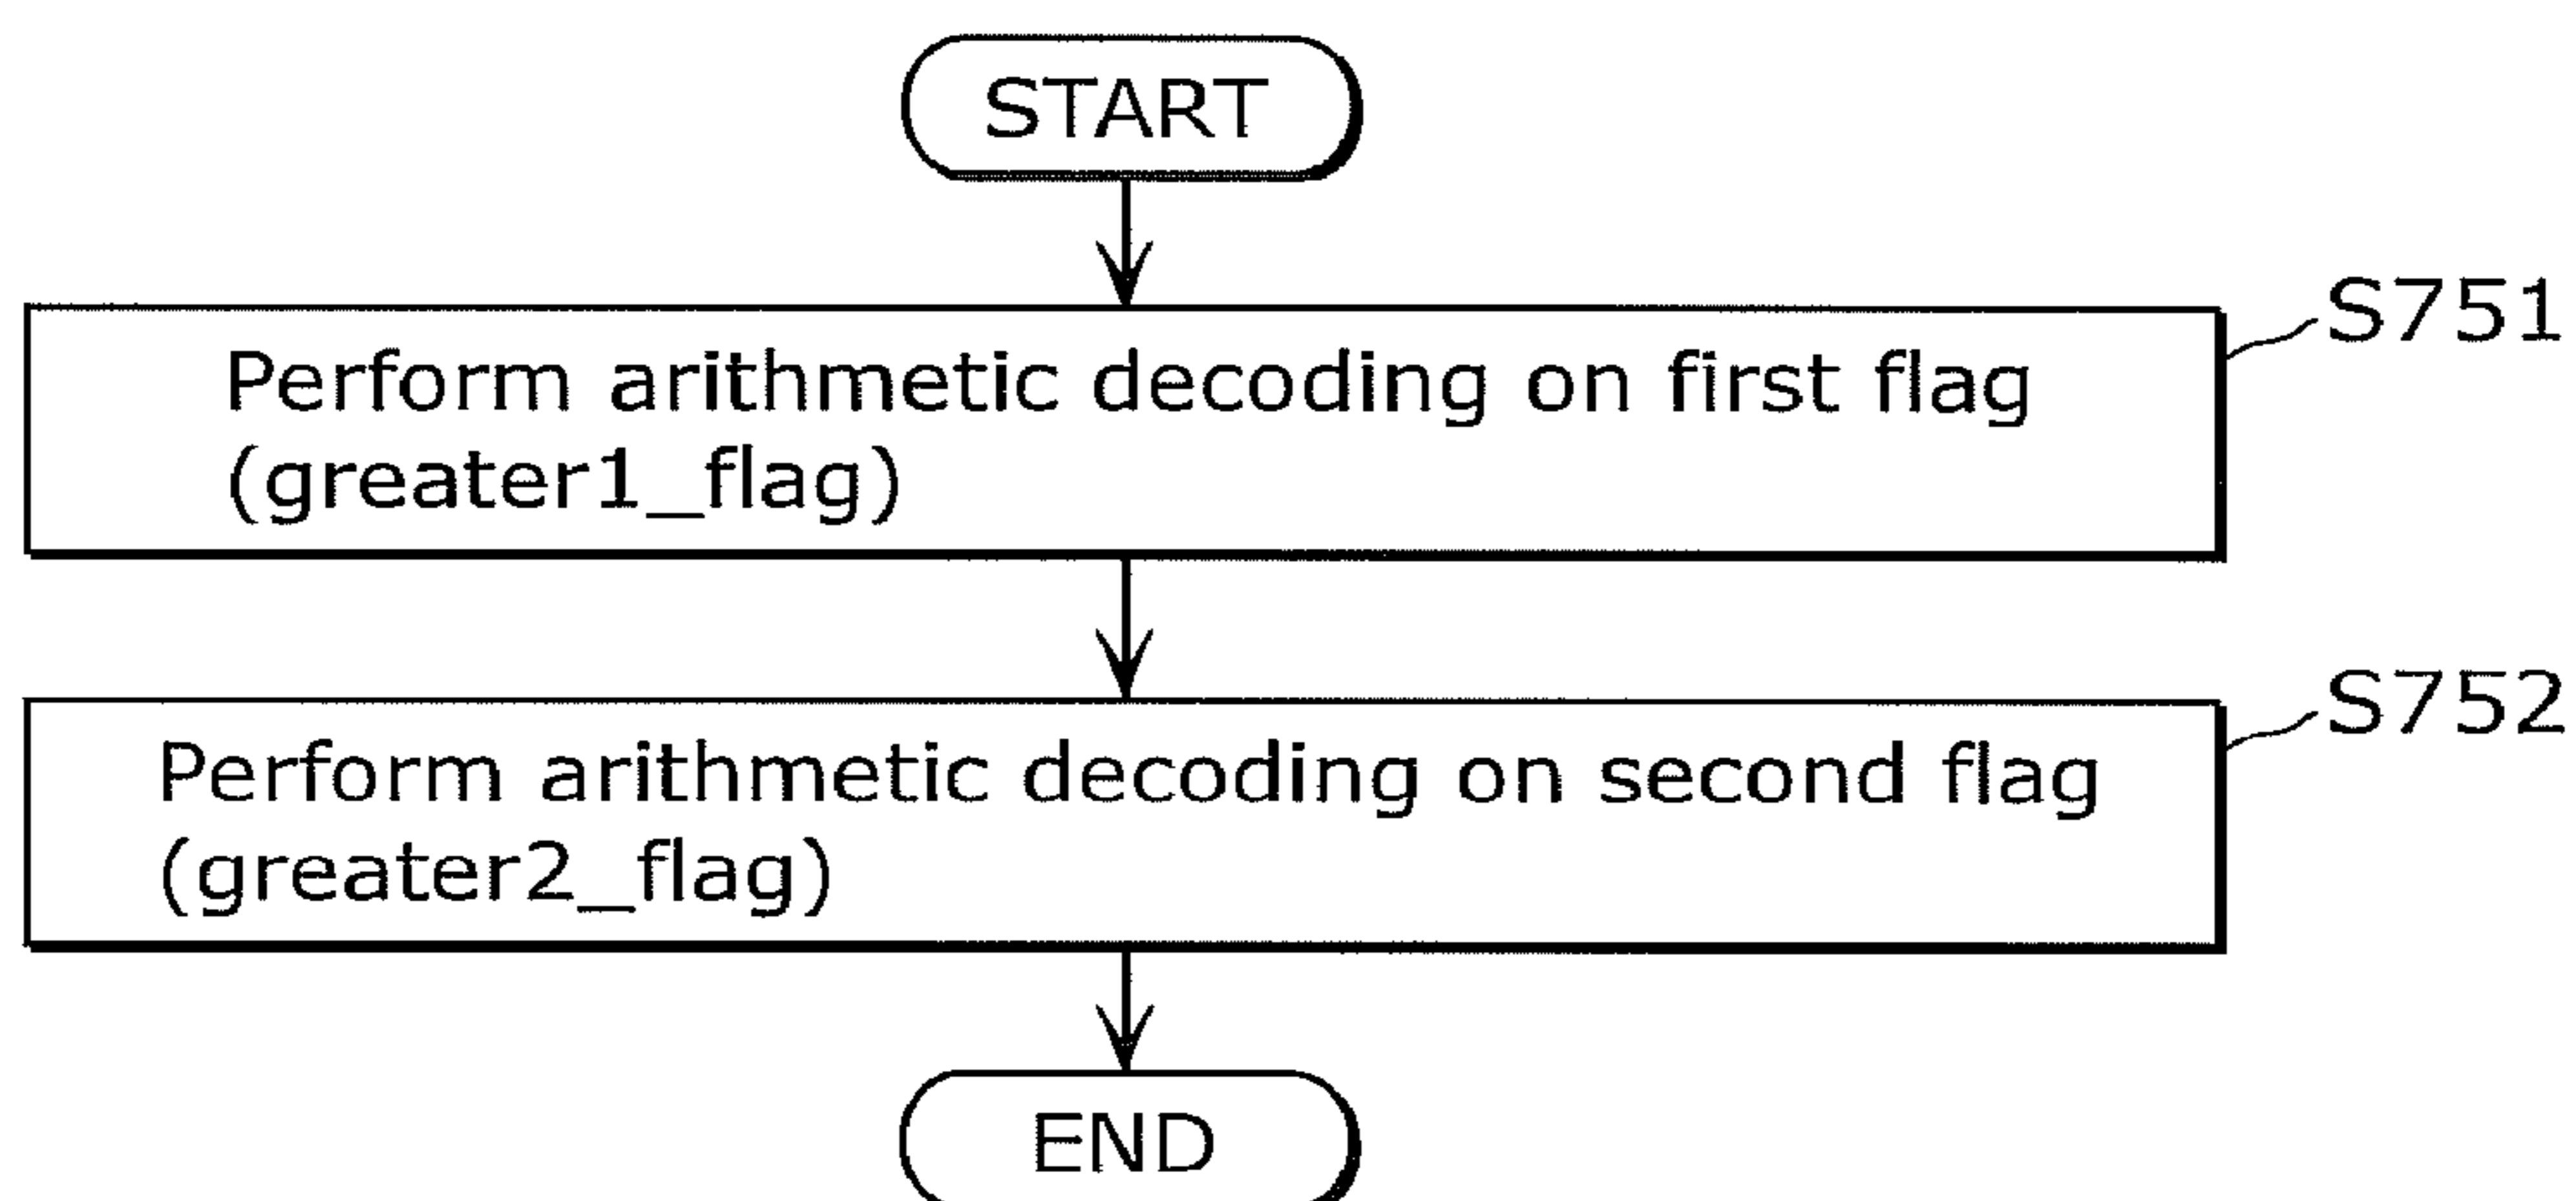 START
S751
Perform arithmetic decoding on first flag
(greater1_flag)
S752
Perform arithmetic decoding on second flag
(greater2_flag)
END